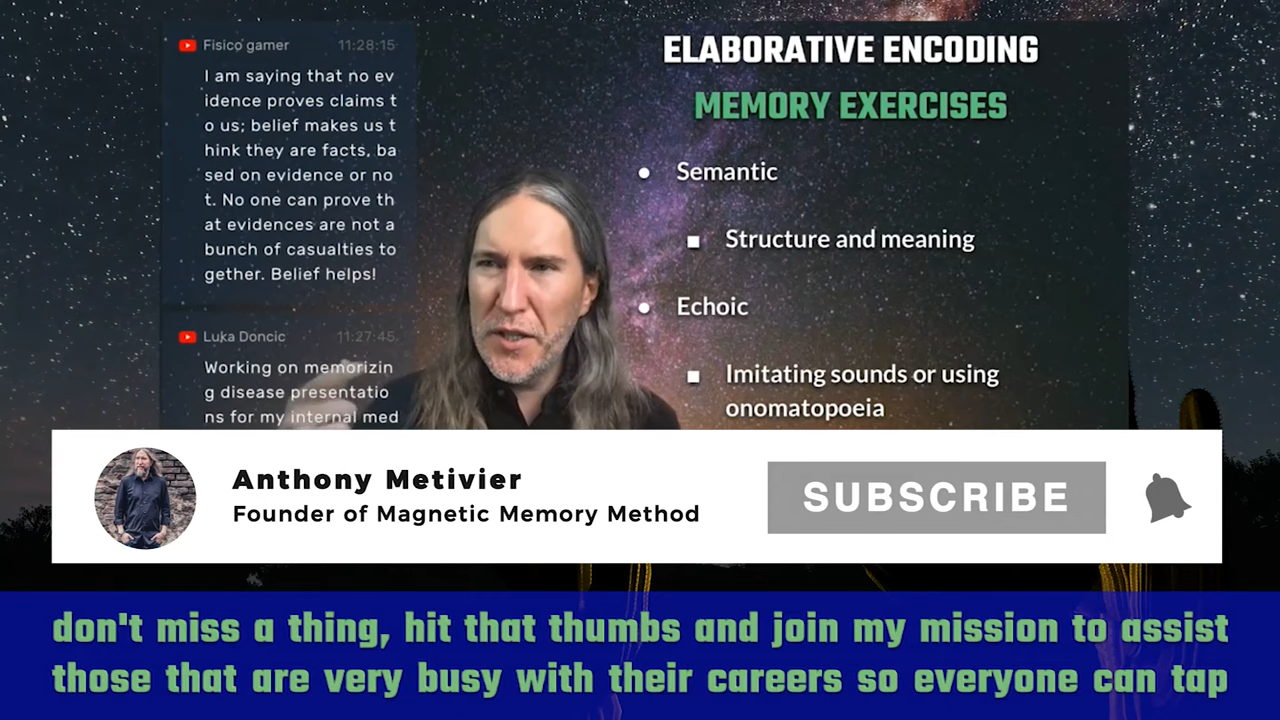 Fisico gamer 11:28:15
I am saying that no ev
idence proves claims t
o us; belief makes us t
hink they are facts, ba
sed on evidence or no
t. No one can prove th
at evidences are not a
bunch of casualties to
gether. Belief helps!
Luka Doncic 11:27:45
Working on memorizin
g disease presentatio
ns for my internal med
ELABORATIVE ENCODING
MEMORY EXERCISES
• Semantic
▪ Structure and meaning
• Echoic
▪ Imitating sounds or using
onomatopoeia
Anthony Metivier
Founder of Magnetic Memory Method
SUBSCRIBE
don't miss a thing, hit that thumbs and join my mission to assist
those that are very busy with their careers so everyone can tap